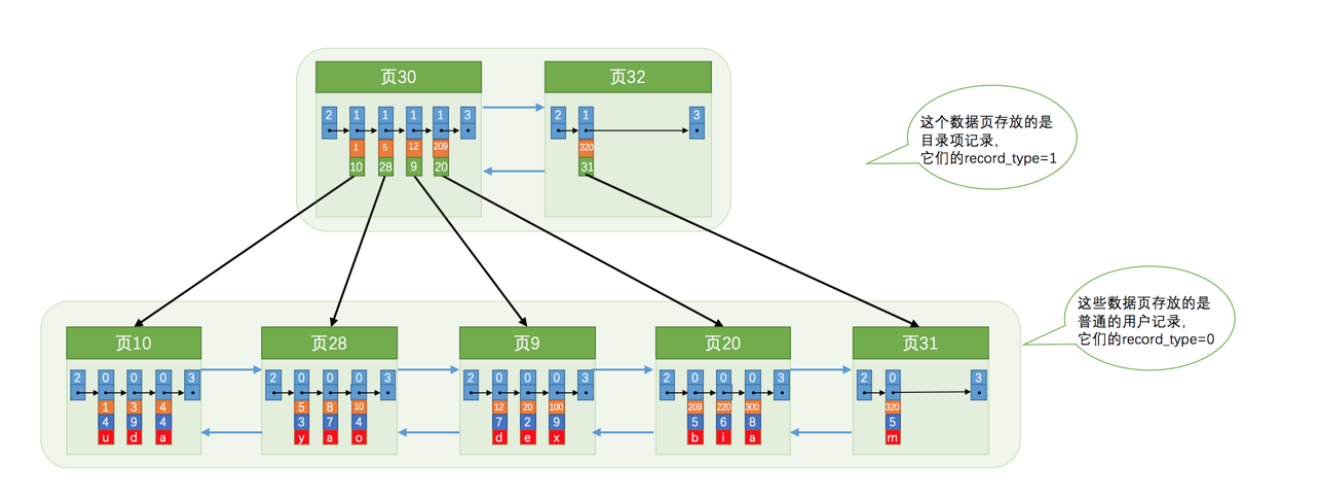 页30 页32
2 1 1 1 1 3 2 1 3
1 5 12 209 320
10 28 9 20 31
这个数据页存放的是
目录项记录,
它们的record_type=1
这些数据页存放的是
普通的用户记录,
它们的record_type=0
页10 页28 页9 页20 页31
2 0 0 0 3 2 0 0 0 3 2 0 0 0 3 2 0 0 0 3 2 0 3
1 3 4 5 8 10 12 20 100 209 220 300 320
4 9 4 3 7 4 7 2 9 5 6 8 5
u d a y a o d e x b i a m